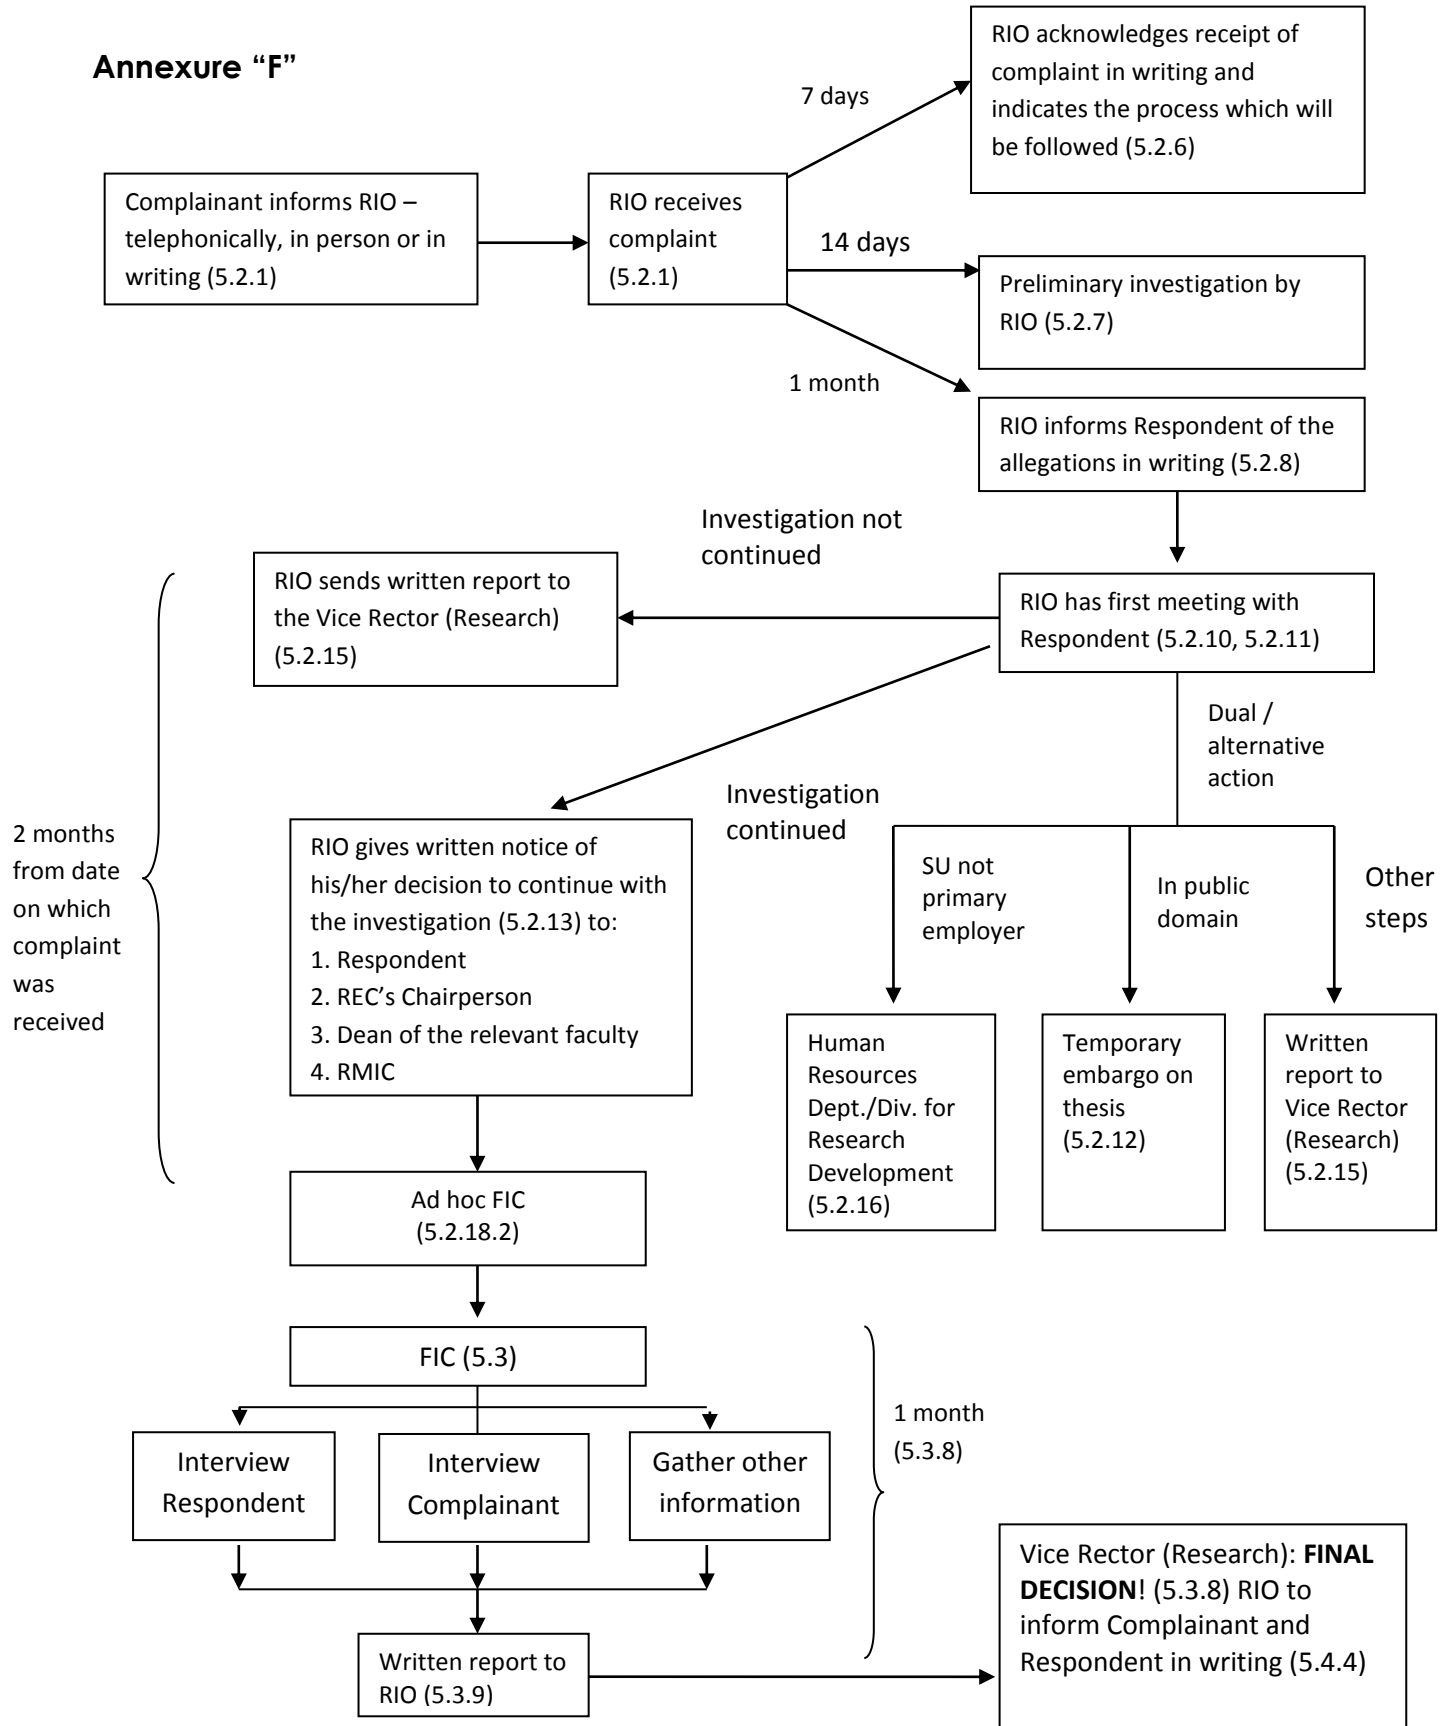 Annexure “F”
7 days
RIO acknowledges receipt of
complaint in writing and
indicates the process which will
be followed (5.2.6)
Complainant informs RIO –
telephonically, in person or in
writing (5.2.1)
RIO receives
complaint
(5.2.1)
14 days
Preliminary investigation by
RIO (5.2.7)
1 month
RIO informs Respondent of the
allegations in writing (5.2.8)
Investigation not
continued
RIO sends written report to
the Vice Rector (Research)
(5.2.15)
RIO has first meeting with
Respondent (5.2.10, 5.2.11)
Dual /
alternative
action
Investigation
continued
2 months
from date
on which
complaint
was
received
RIO gives written notice of
his/her decision to continue with
the investigation (5.2.13) to:
1. Respondent
2. REC’s Chairperson
3. Dean of the relevant faculty
4. RMIC
SU not
primary
employer
In public
domain
Other
steps
Human
Resources
Dept./Div. for
Research
Development
(5.2.16)
Temporary
embargo on
thesis
(5.2.12)
Written
report to
Vice Rector
(Research)
(5.2.15)
Ad hoc FIC
(5.2.18.2)
FIC (5.3)
1 month
(5.3.8)
Interview
Respondent
Interview
Complainant
Gather other
information
Written report to
RIO (5.3.9)
Vice Rector (Research): FINAL
DECISION! (5.3.8) RIO to
inform Complainant and
Respondent in writing (5.4.4)